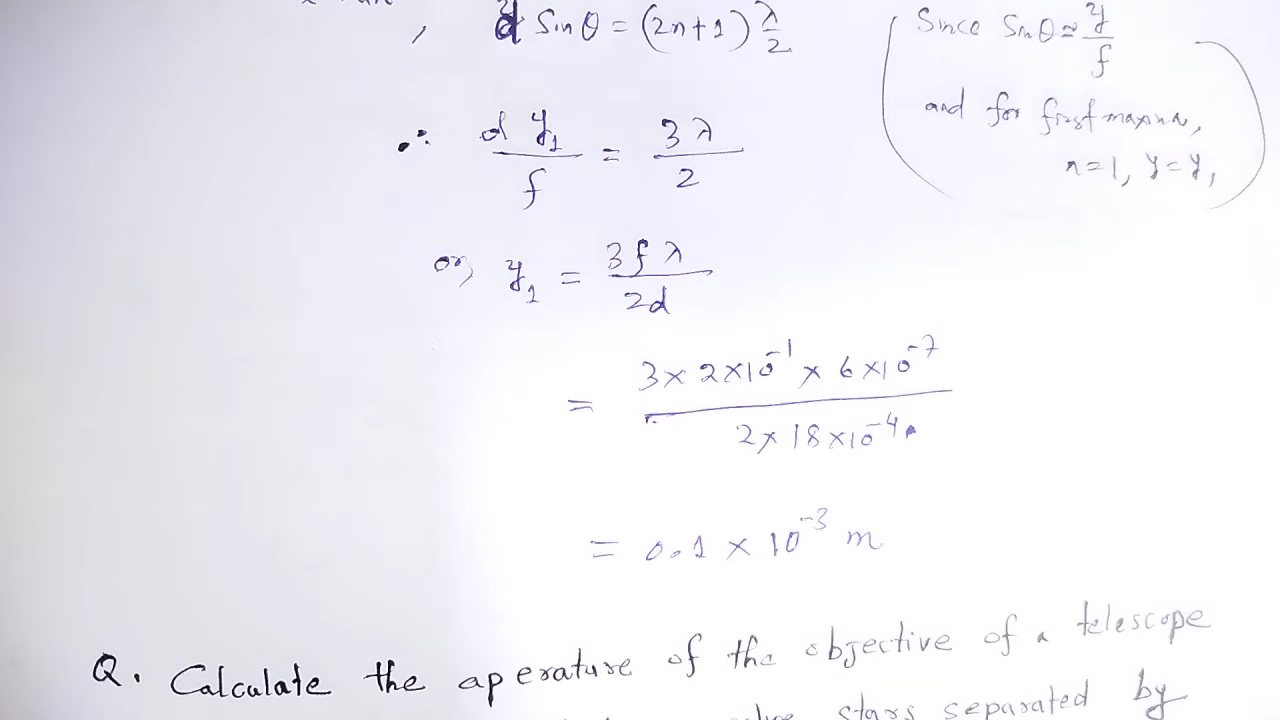 , d Sinθ = (2n+1) λ/2
( Since Sinθ ≈ y/f
and for first maxima,
n=1, y=y₁ )
∴ d y₁/f = 3λ/2
or, y₁ = 3fλ/2d
= 3×2×10⁻¹ × 6×10⁻⁷ / 2×18×10⁻⁴
= 0.1 × 10⁻³ m
Q. Calculate the aperature of the objective of a telescope
stars separated by